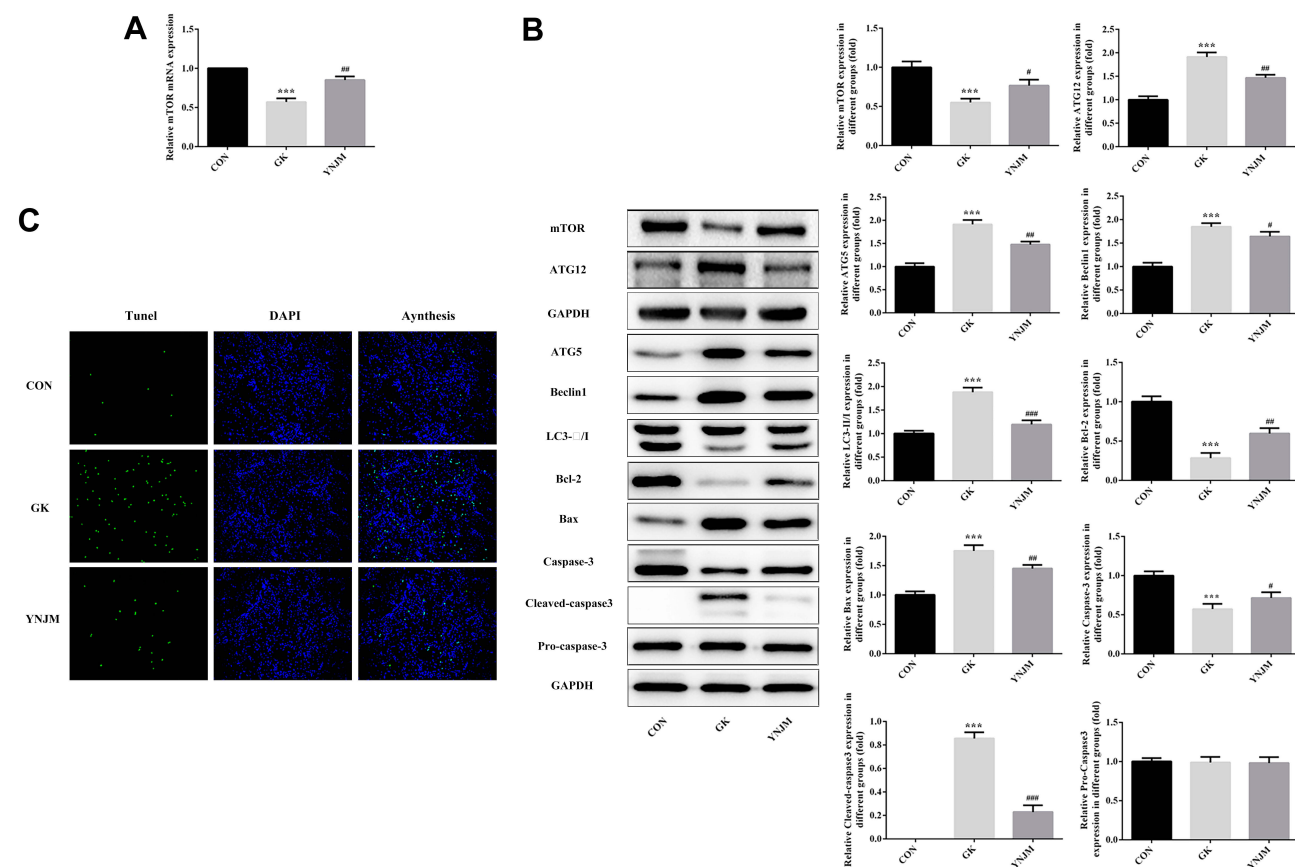 A
Relative mTOR mRNA expression
1.5
1.0
0.5
0.0
***
##
CON
GK
YNJM
B
Relative mTOR expression in
different groups (fold)
1.5
1.0
0.5
0.0
***
#
CON
GK
YNJM
Relative ATG12 expression in
different groups (fold)
2.5
2.0
1.5
1.0
0.5
0.0
***
##
CON
GK
YNJM
C
Tunel
DAPI
Aynthesis
CON
GK
YNJM
mTOR
ATG12
GAPDH
ATG5
Beclin1
LC3-□/I
Bcl-2
Bax
Caspase-3
Cleaved-caspase3
Pro-caspase-3
GAPDH
CON
GK
YNJM
Relative ATG5 expression in
different groups (fold)
2.5
2.0
1.5
1.0
0.5
0.0
***
##
CON
GK
YNJM
Relative Beclin1 expression in
different groups (fold)
2.5
2.0
1.5
1.0
0.5
0.0
***
#
CON
GK
YNJM
Relative LC3-II/I expression in
different groups (fold)
2.5
2.0
1.5
1.0
0.5
0.0
***
###
CON
GK
YNJM
Relative Bcl-2 expression in
different groups (fold)
1.5
1.0
0.5
0.0
***
##
CON
GK
YNJM
Relative Bax expression in
different groups (fold)
2.0
1.5
1.0
0.5
0.0
***
##
CON
GK
YNJM
Relative Caspase-3 expression in
different groups (fold)
1.5
1.0
0.5
0.0
***
#
CON
GK
YNJM
Relative Cleaved-caspase3 expression in
different groups (fold)
1.0
0.8
0.6
0.4
0.2
0.0
***
###
CON
GK
YNJM
Relative Pro-Caspase3
expression in different groups (fold)
1.5
1.0
0.5
0.0
CON
GK
YNJM